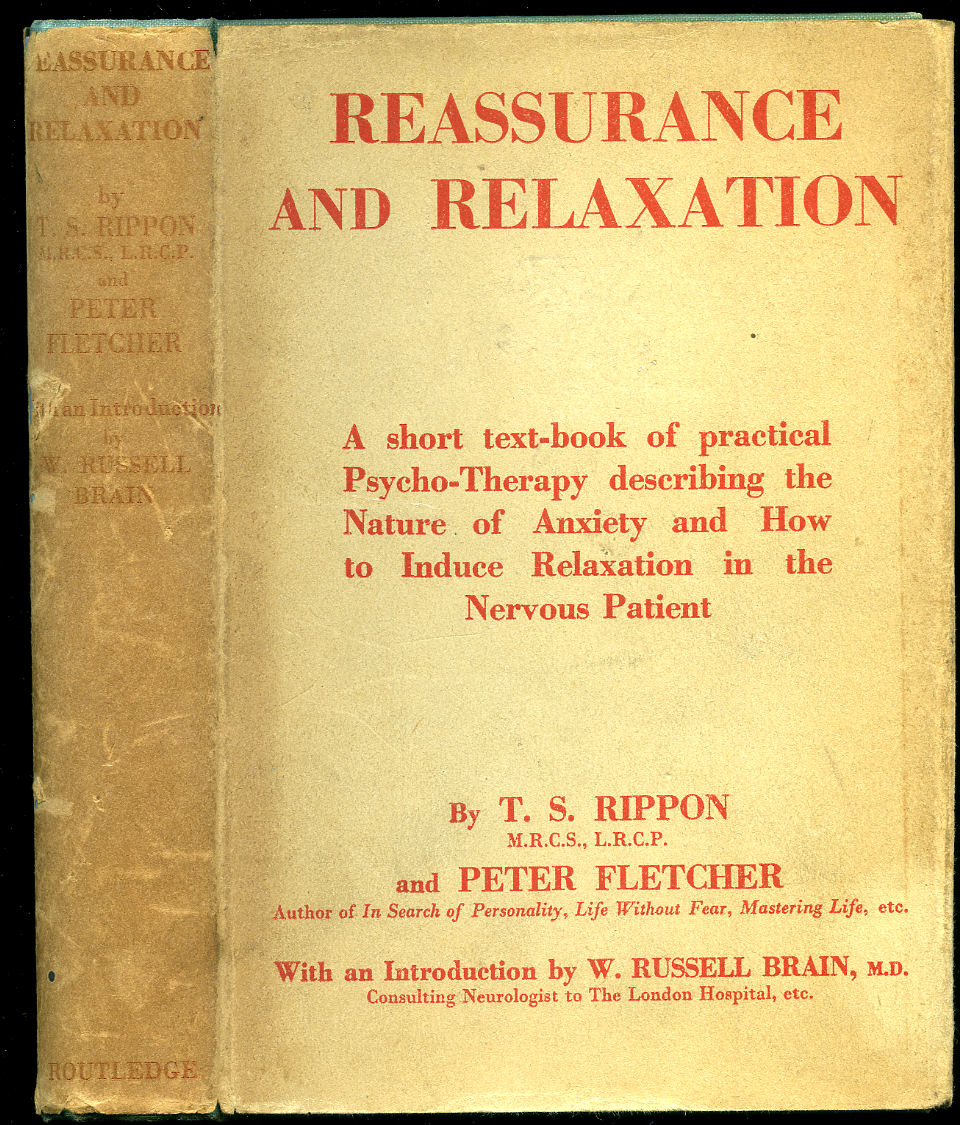 EASSURANCE
AND
RELAXATION
by
T. S. RIPPON
M.R.C.S., L.R.C.P.
and
PETER
FLETCHER
an Introduction
by
W. RUSSELL
BRAIN
ROUTLEDGE
REASSURANCE
AND RELAXATION
A short text-book of practical
Psycho-Therapy describing the
Nature of Anxiety and How
to Induce Relaxation in the
Nervous Patient
By T. S. RIPPON
M.R.C.S., L.R.C.P.
and PETER FLETCHER
Author of In Search of Personality, Life Without Fear, Mastering Life, etc.
With an Introduction by W. RUSSELL BRAIN, M.D.
Consulting Neurologist to The London Hospital, etc.